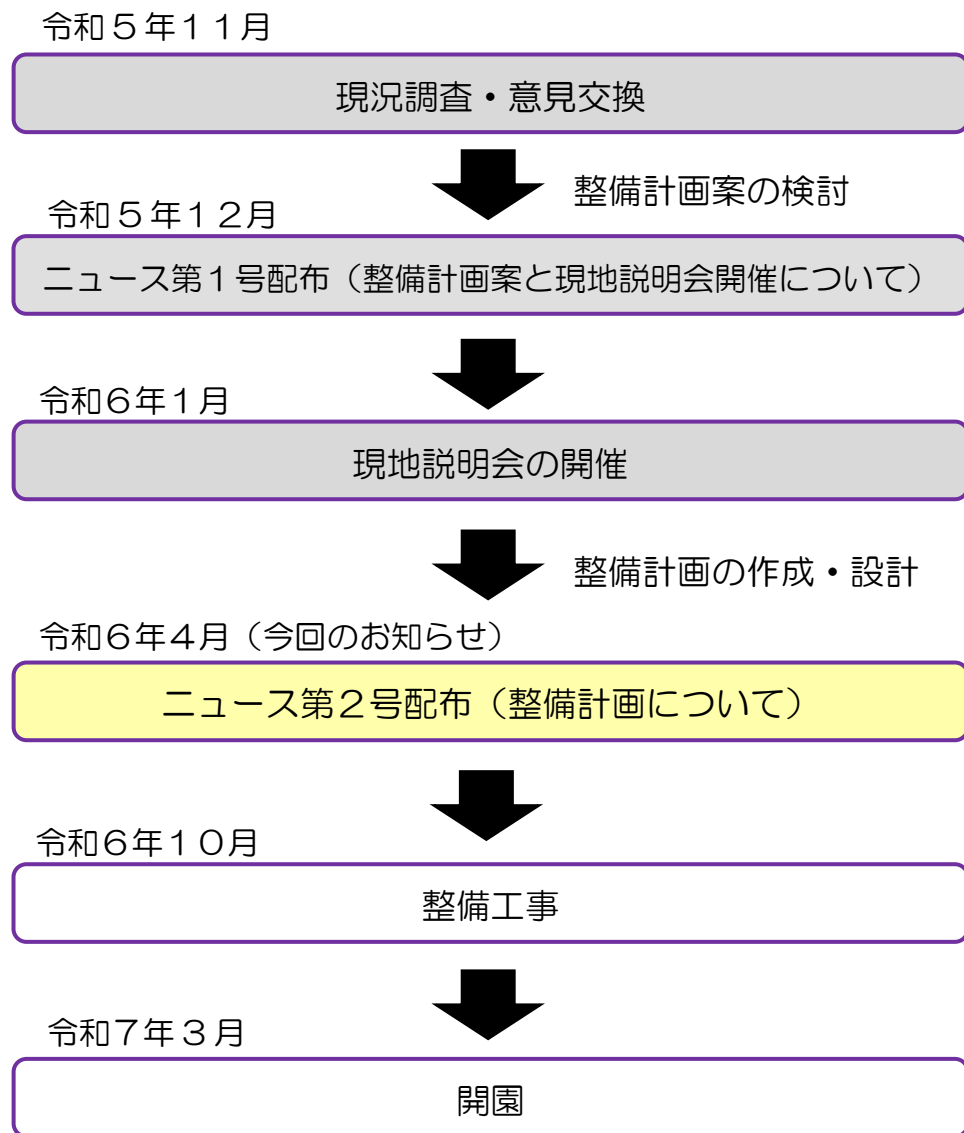 令和５年１１月
現況調査・意見交換
整備計画案の検討
令和５年１２月
ニュース第１号配布（整備計画案と現地説明会開催について）
令和６年１月
現地説明会の開催
整備計画の作成・設計
令和６年４月（今回のお知らせ）
ニュース第２号配布（整備計画について）
令和６年１０月
整備工事
令和７年３月
開園